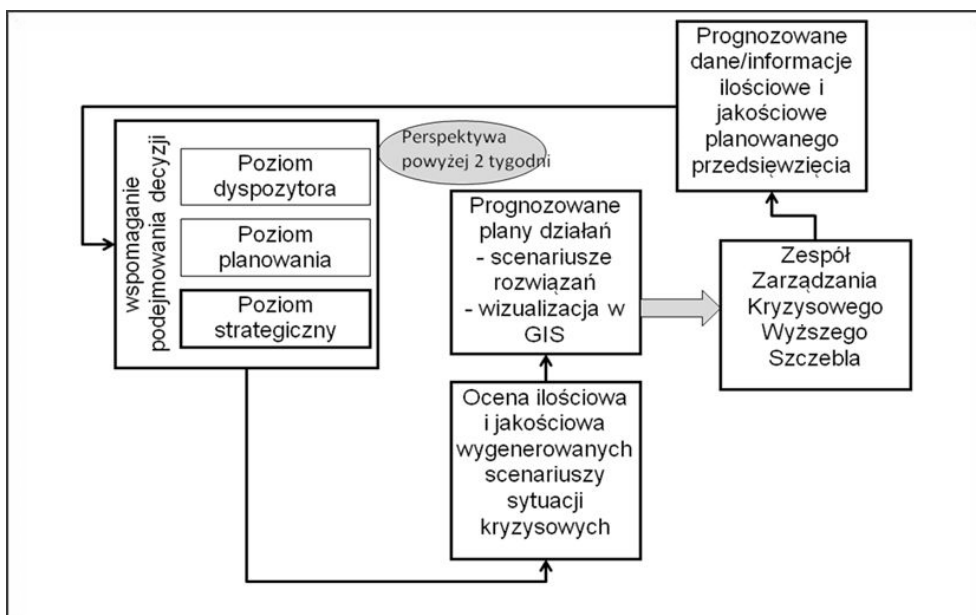 Prognozowane
dane/informacje
ilościowe i
jakościowe
planowanego
przedsięwzięcia
wspomaganie
podejmowania decyzji
Poziom
dyspozytora
Poziom
planowania
Poziom
strategiczny
Perspektywa
powyżej 2 tygodni
Prognozowane
plany działań
- scenariusze
rozwiązań
- wizualizacja w
GIS
Zespół
Zarządzania
Kryzysowego
Wyższego
Szczebla
Ocena ilościowa
i jakościowa
wygenerowanych
scenariuszy
sytuacji
kryzysowych